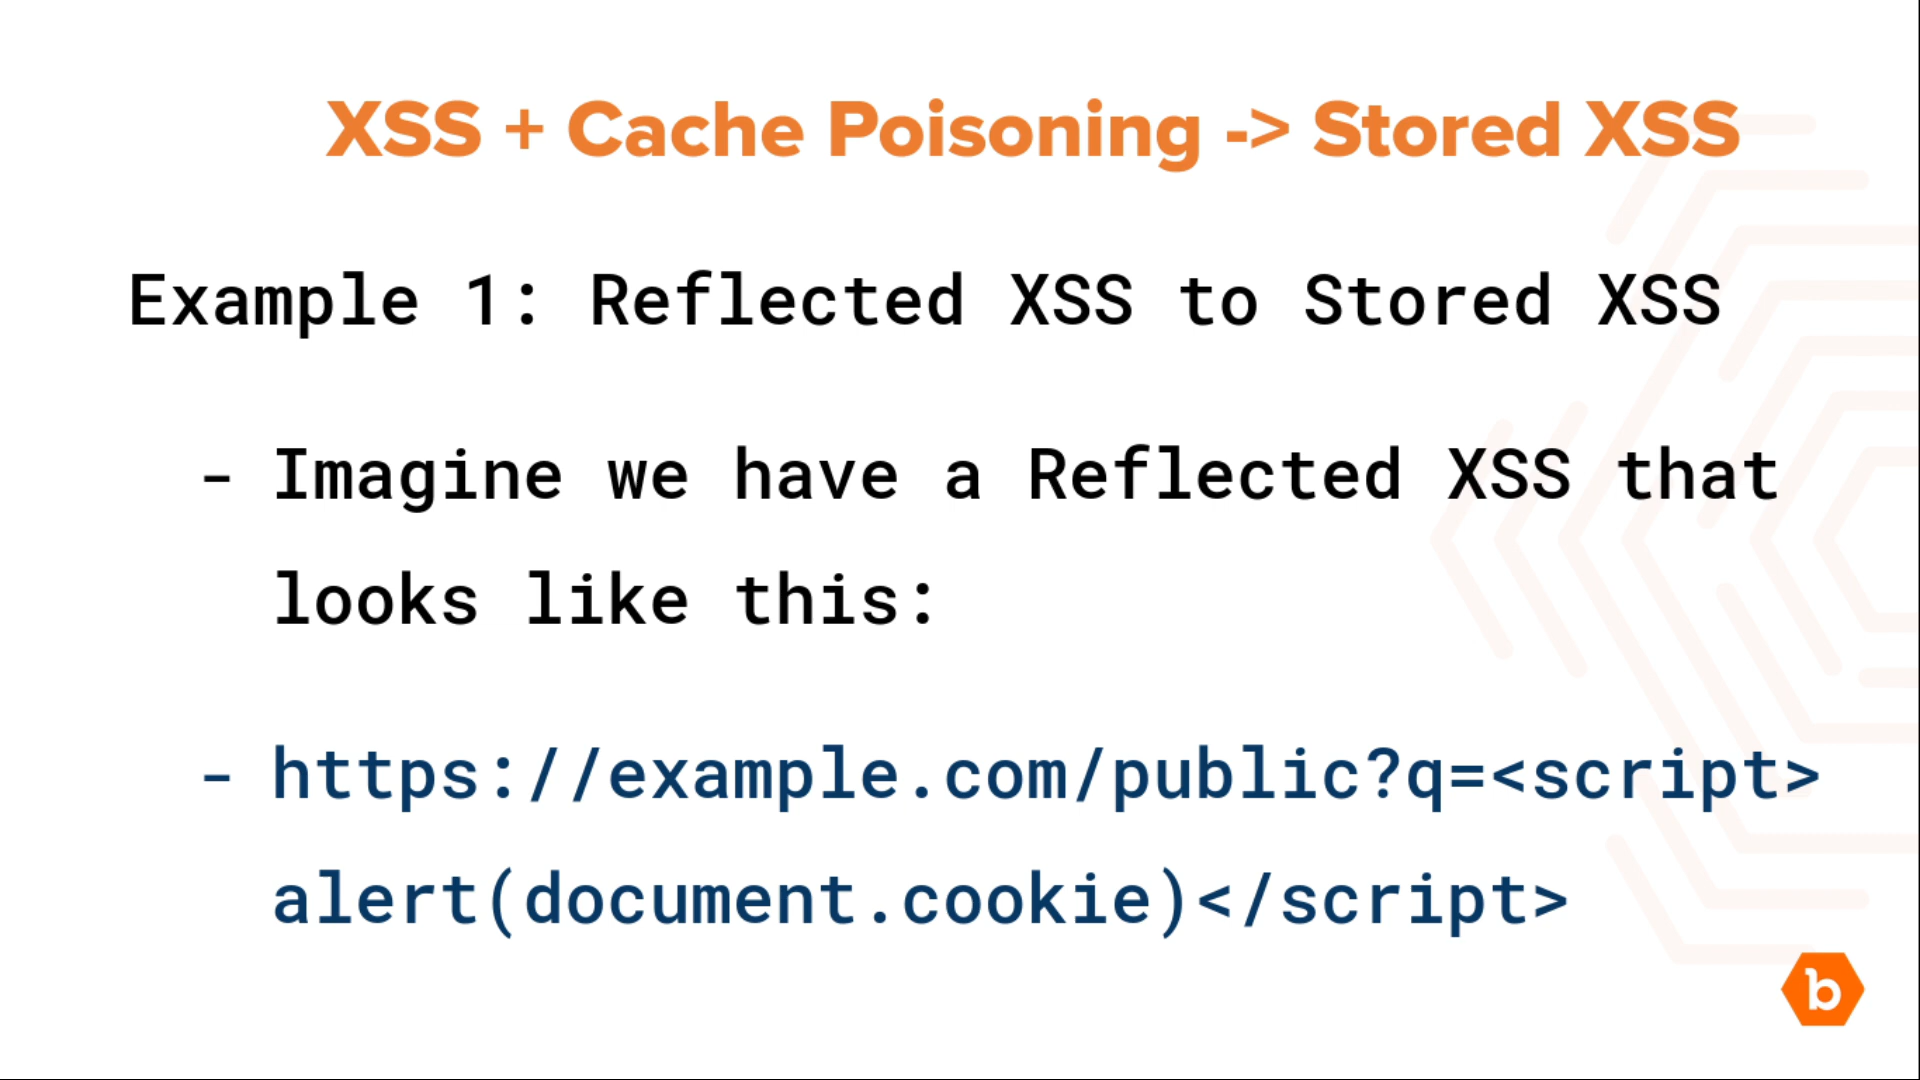 XSS + Cache Poisoning -> Stored XSS
Example 1: Reflected XSS to Stored XSS
- Imagine we have a Reflected XSS that
looks like this:
- https://example.com/public?q=<script>
alert(document.cookie)</script>
b